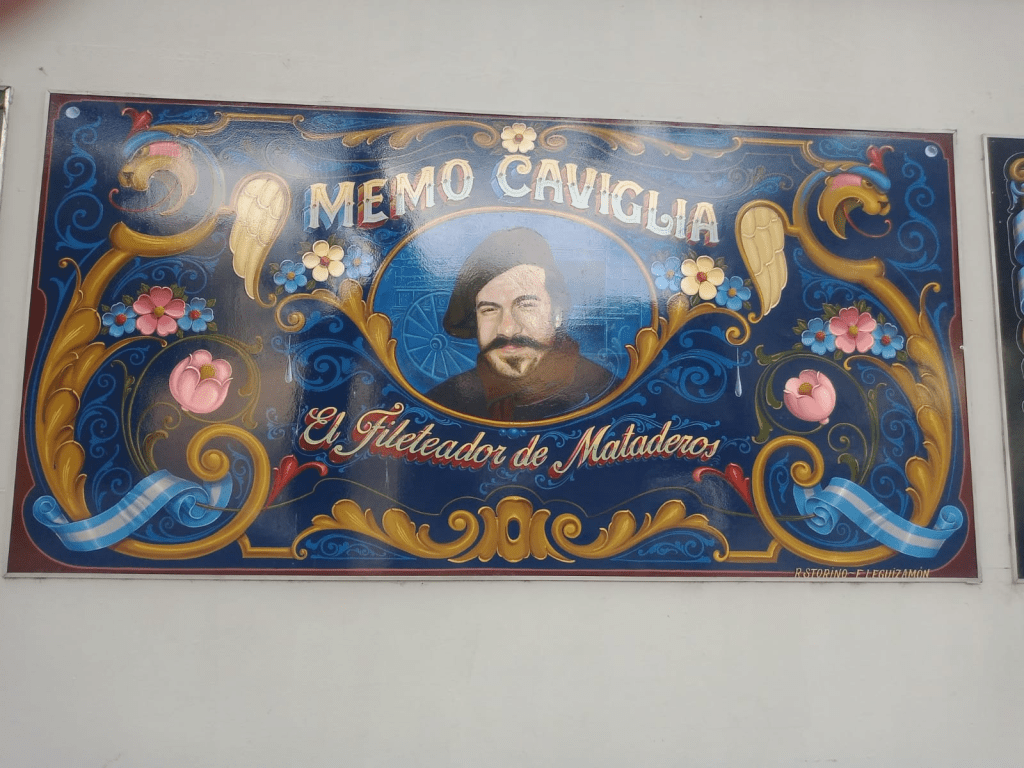 MEMO CAVIGLIA
El Fileteador de Mataderos
R.STORINO - F.LEGUIZAMÓN